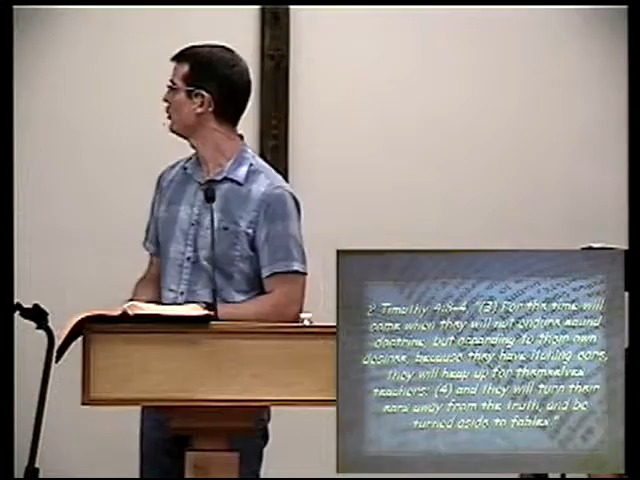 2 Timothy 4:3-4, "(3) For the time will
come when they will not endure sound
doctrine, but according to their own
desires, because they have itching ears,
they will heap up for themselves
teachers; (4) and they will turn their
ears away from the truth, and be
turned aside to fables."